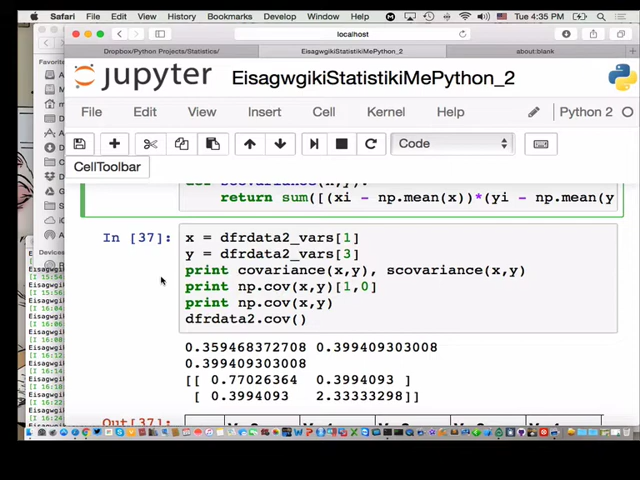 Safari File Edit View History Bookmarks Develop Window Help Tue 4:35 PM
localhost
Dropbox/Python Projects/Statistics/ EisagwgikiStatistikiMePython_2 about:blank
Favorites
jupyter EisagwgikiStatistikiMePython_2
File Edit View Insert Cell Kernel Help Python 2
Code
CellToolbar
return sum([(xi - np.mean(x))*(yi - np.mean(y
In [37]: x = dfrdata2_vars[1]
y = dfrdata2_vars[3]
print covariance(x,y), scovariance(x,y)
print np.cov(x,y)[1,0]
print np.cov(x,y)
dfrdata2.cov()
0.359468372708 0.399409303008
0.399409303008
[[ 0.77026364 0.3994093 ]
[ 0.3994093 2.33333298]]
Out[37]: